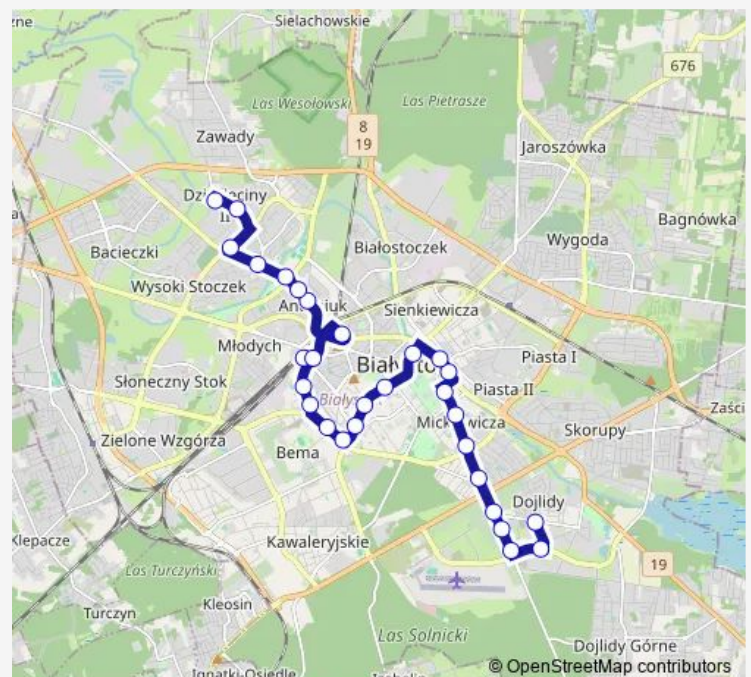 Sielachowskie
676
Las Wesołowski
Las Pietrasze
8
19
Zawady
Jaroszówka
Bagnówka
Bacieczki
Białostoczek
Wygoda
Wysoki Stoczek
Sienkiewicza
Młodych
Piasta I
Słoneczny Stok
Piasta II
Mickiewicza
Skorupy
Zielone Wzgórza
Bema
Dojlidy
Klepacze
Kawaleryjskie
19
Las Turczyński
Kleosin
Turczyn
Las Solnicki
Dojlidy Górne
Ignatki-Osiedle
© OpenStreetMap contributors